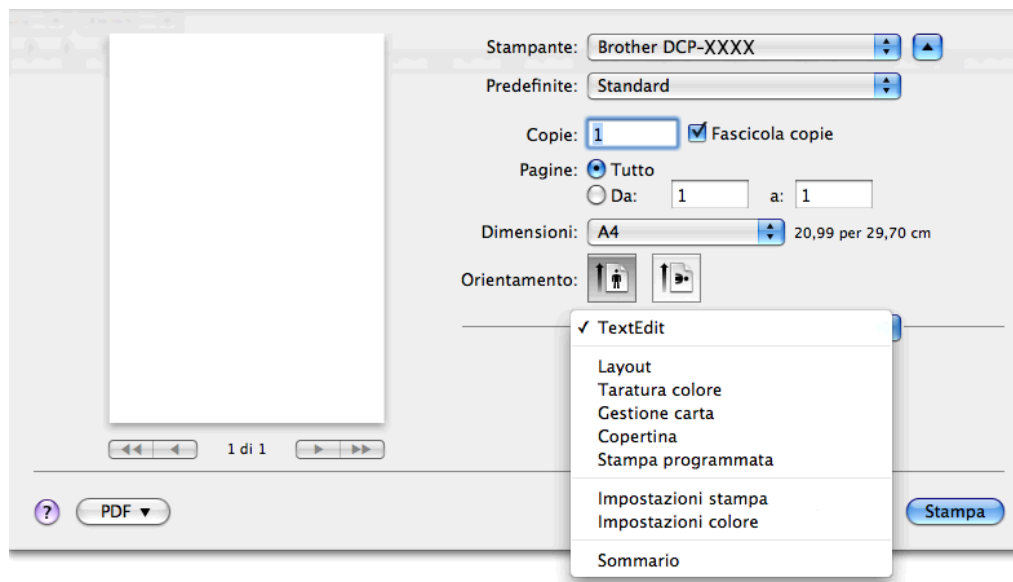 Stampante: Brother DCP-XXXX
Predefinite: Standard
Copie: 1 Fascicola copie
Pagine: Tutto
Da: 1 a: 1
Dimensioni: A4 20,99 per 29,70 cm
Orientamento:
✓ TextEdit
Layout
Taratura colore
Gestione carta
Copertina
Stampa programmata
Impostazioni stampa
Impostazioni colore
Sommario
1 di 1
? PDF ▼ Stampa